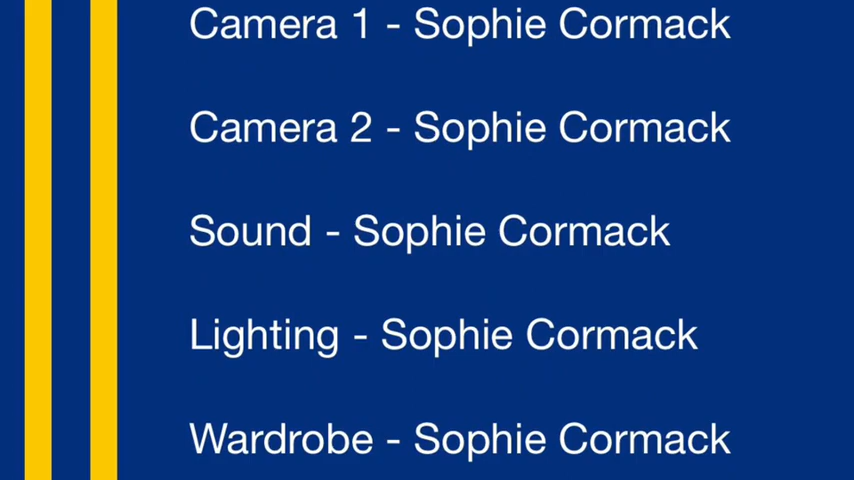 Camera 1 - Sophie Cormack
Camera 2 - Sophie Cormack
Sound - Sophie Cormack
Lighting - Sophie Cormack
Wardrobe - Sophie Cormack